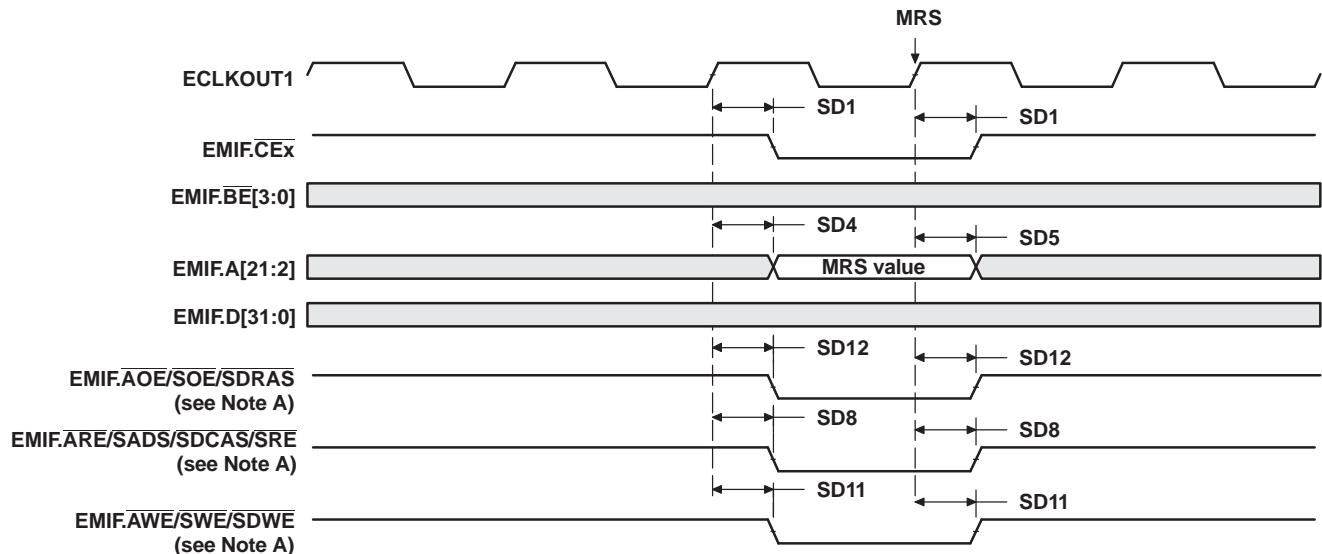 MRS
ECLKOUT1
SD1
SD1
EMIF.CEx
EMIF.BE[3:0]
SD4
SD5
EMIF.A[21:2]
MRS value
EMIF.D[31:0]
SD12
SD12
EMIF.AOE/SOE/SDRAS
(see Note A)
SD8
SD8
EMIF.ARE/SADS/SDCAS/SRE
(see Note A)
SD11
SD11
EMIF.AWE/SWE/SDWE
(see Note A)